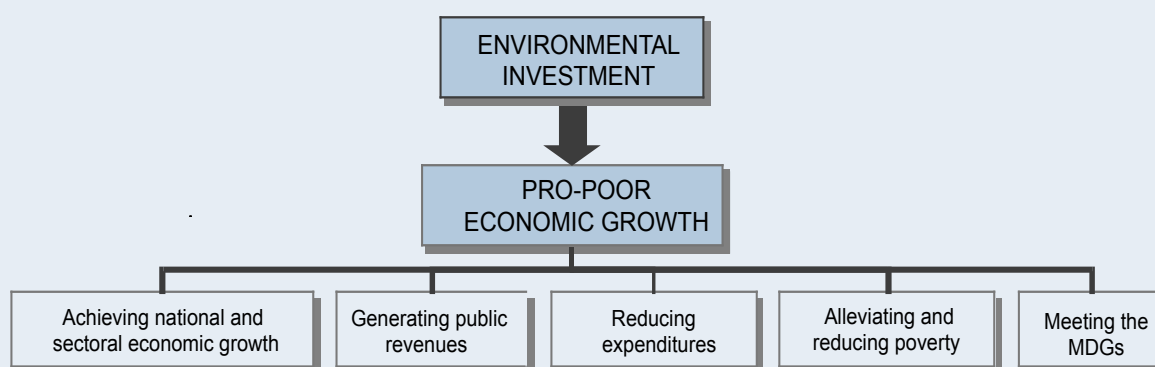 ENVIRONMENTAL
INVESTMENT
PRO-POOR
ECONOMIC GROWTH
Achieving national and
sectoral economic growth
Generating public
revenues
Reducing
expenditures
Alleviating and
reducing poverty
Meeting the
MDGs